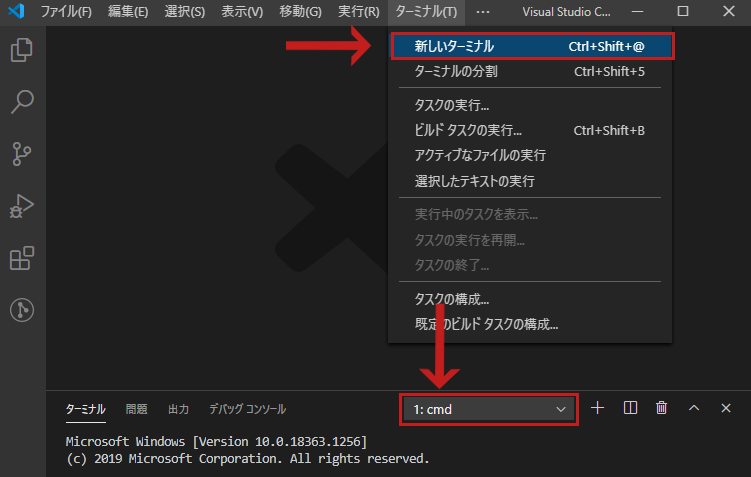 ファイル(F) 編集(E) 選択(S) 表示(V) 移動(G) 実行(R) ターミナル(T) ··· Visual Studio C...
新しいターミナル Ctrl+Shift+@
ターミナルの分割 Ctrl+Shift+5
タスクの実行...
ビルド タスクの実行... Ctrl+Shift+B
アクティブなファイルの実行
選択したテキストの実行
実行中のタスクを表示...
タスクの実行を再開...
タスクの終了...
タスクの構成...
既定のビルド タスクの構成...
ターミナル 問題 出力 デバッグ コンソール 1: cmd
Microsoft Windows [Version 10.0.18363.1256]
(c) 2019 Microsoft Corporation. All rights reserved.